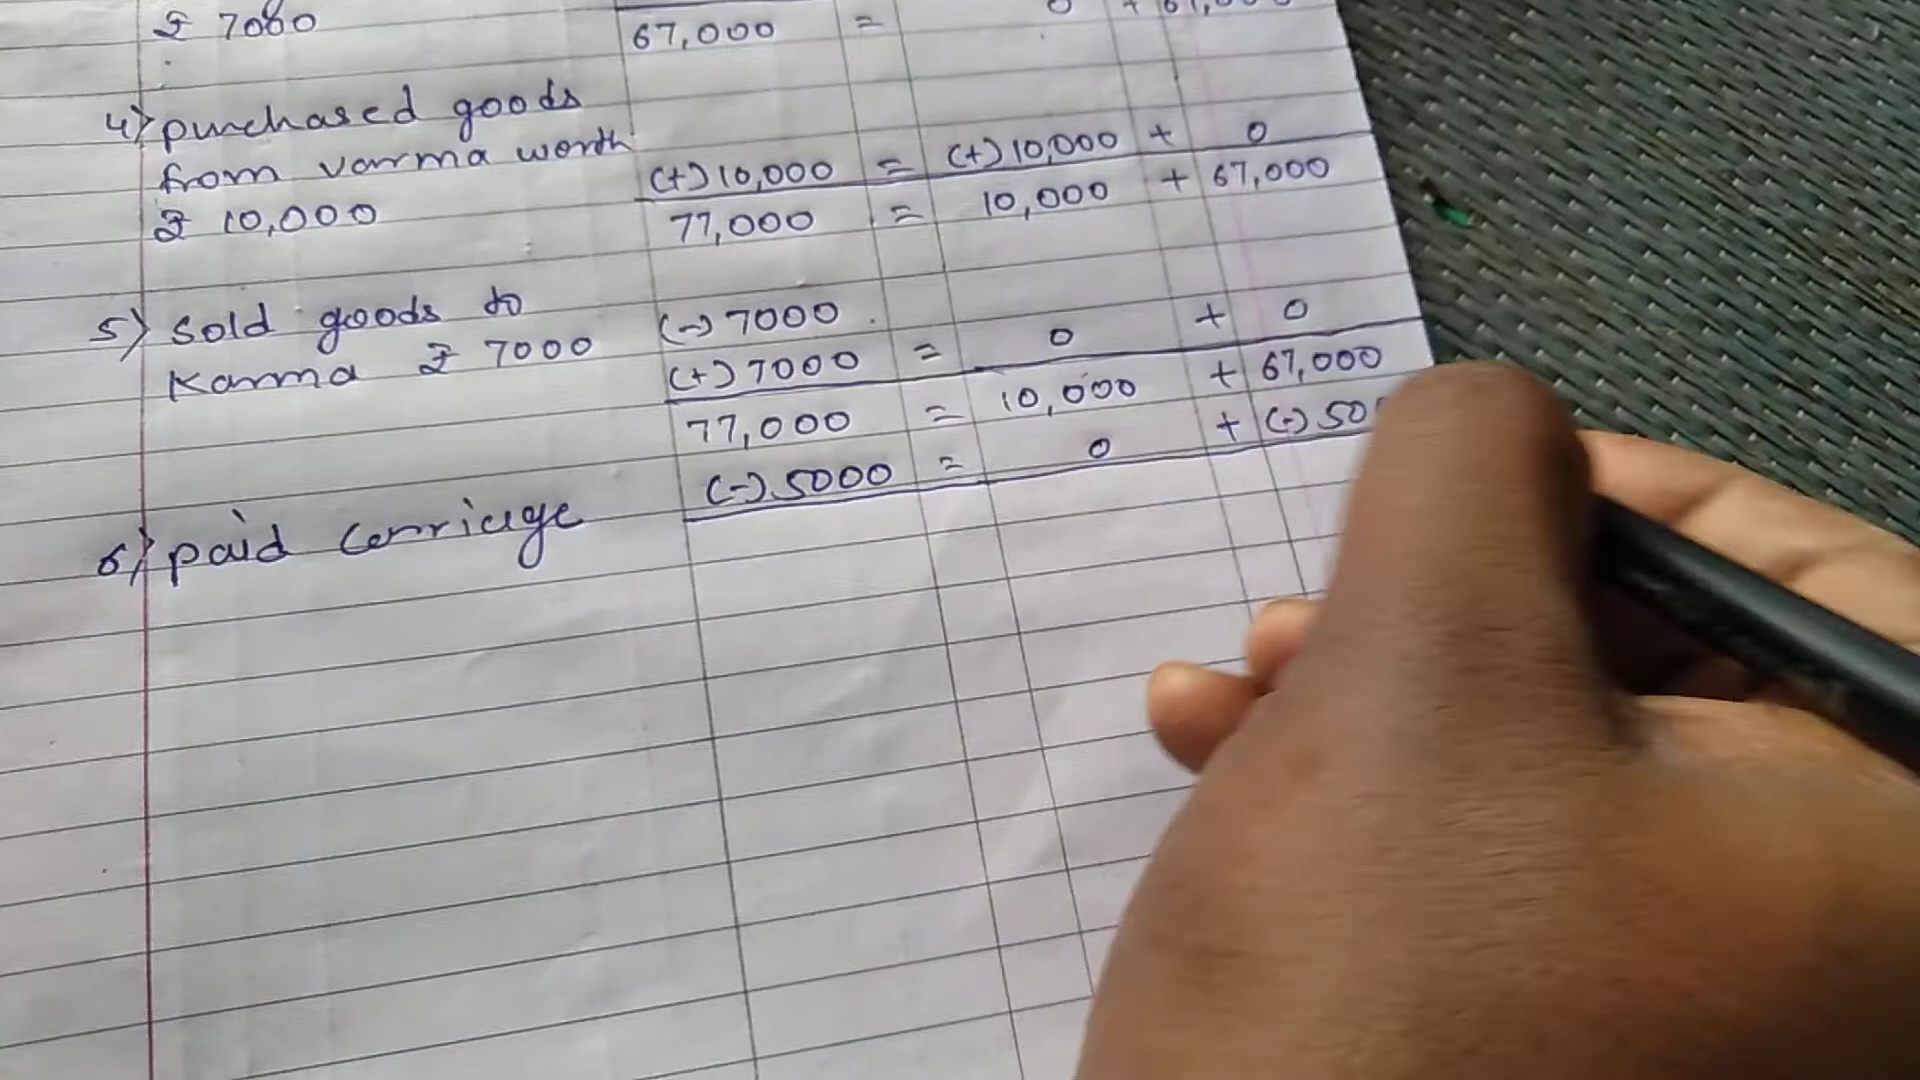 ₹ 7000
67,000 =
4) purchased goods
from varma worth
₹ 10,000
(+) 10,000 = (+) 10,000 + 0
77,000 = 10,000 + 67,000
5) sold goods to
Karma ₹ 7000
(-) 7000
(+) 7000 = 0 + 0
77,000 = 10,000 + 67,000
6) paid carriage
(-) 5000 = 0 + (-) 50